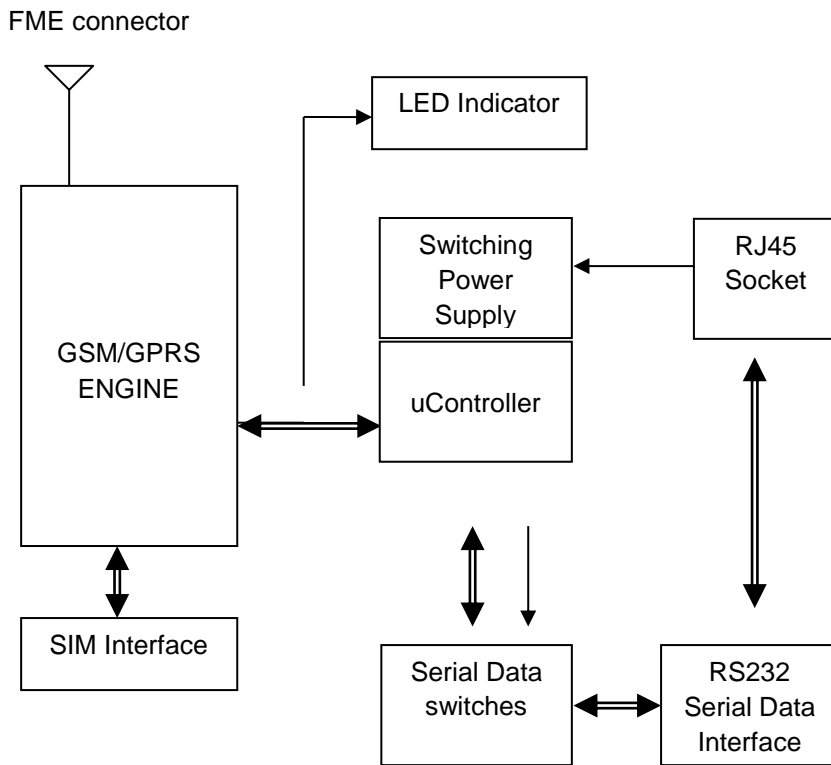 FME connector
LED Indicator
Switching
Power
Supply
RJ45
Socket
GSM/GPRS
ENGINE
uController
SIM Interface
Serial Data
switches
RS232
Serial Data
Interface